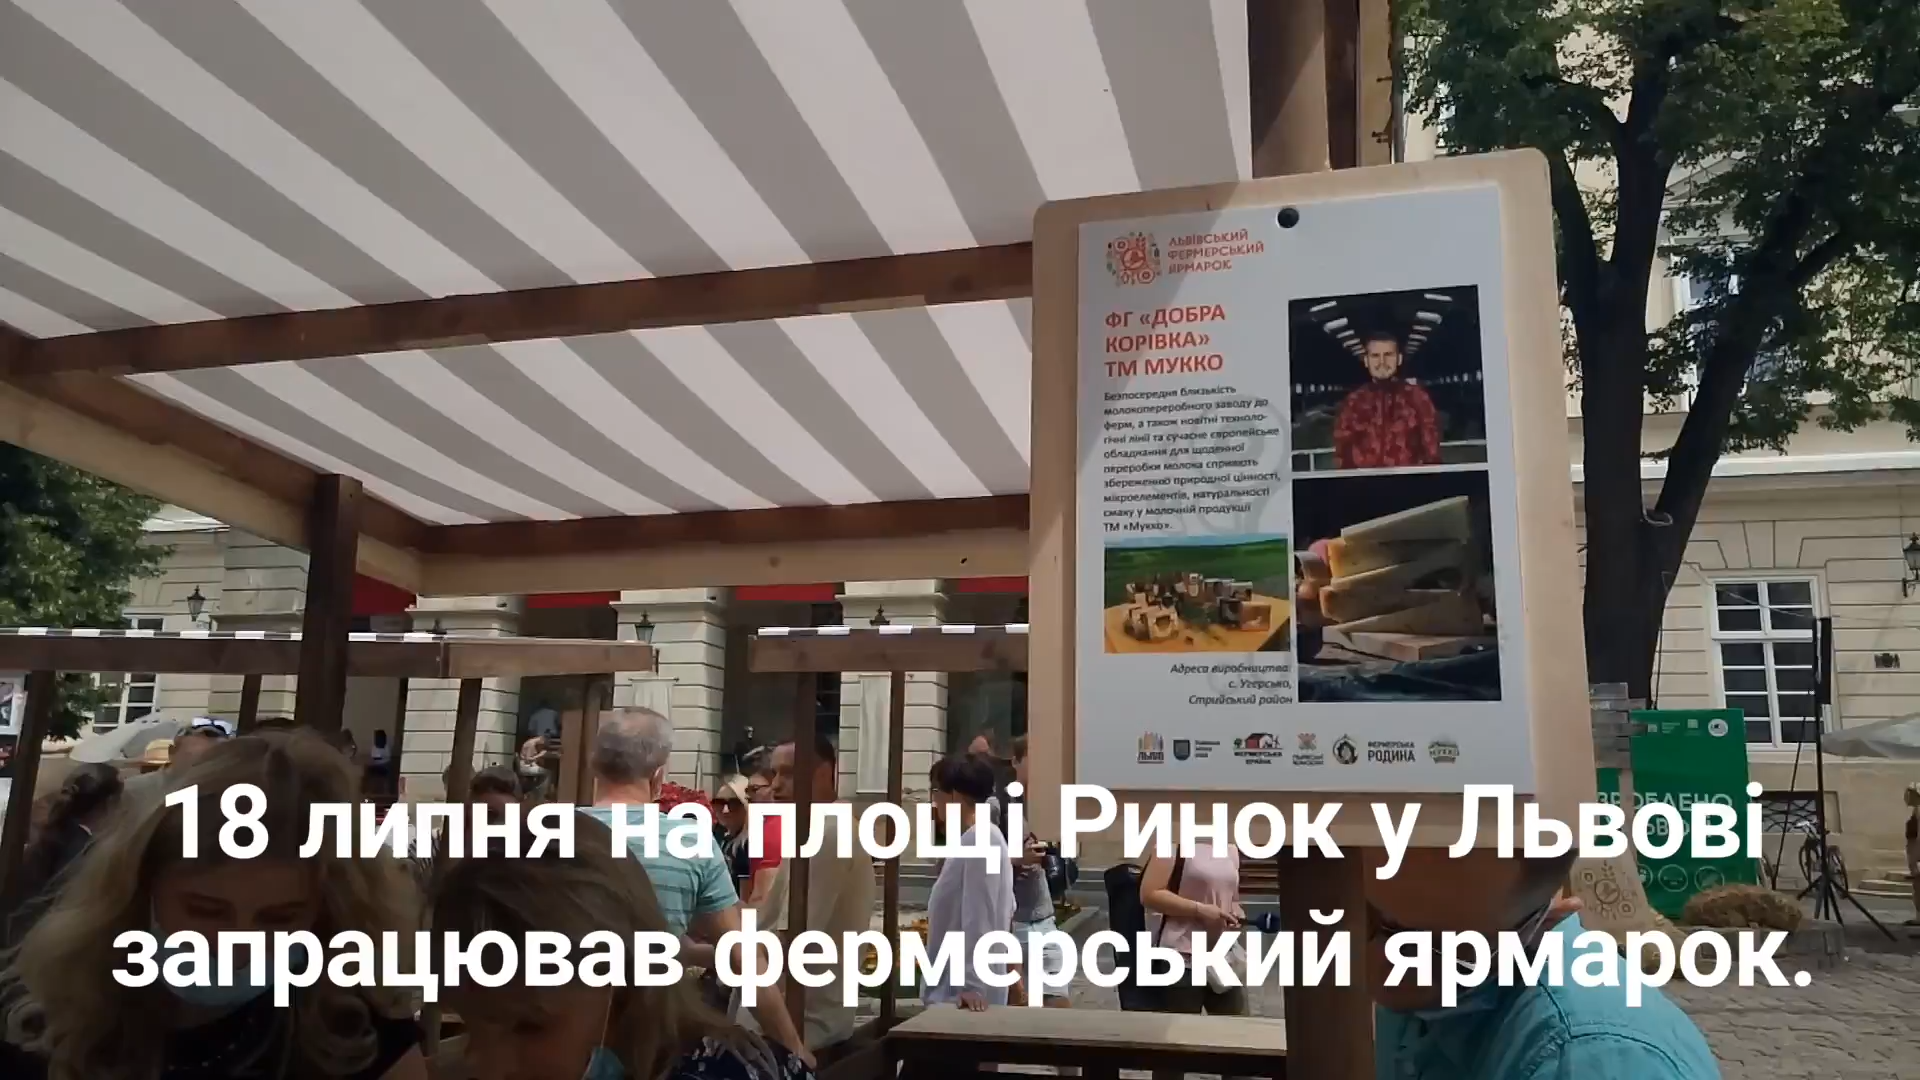 ЛЬВІВСЬКИЙ
ФЕРМЕРСЬКИЙ
ЯРМАРОК
ФГ «ДОБРА
КОРІВКА»
ТМ МУККО
Безпосередня близькість
молокопереробного заводу до
ферм, а також новітні техноло-
гічні лінії та сучасне європейське
обладнання для щоденної
переробки молока сприяють
збереженню природної цінності,
мікроелементів, натуральності
смаку у молочній продукції
ТМ «Мукко».
Адреса виробництва:
с. Угерсько,
Стрийський район
ФЕРМЕРСЬКА
РОДИНА
18 липня на площі Ринок у Львові
запрацював фермерський ярмарок.